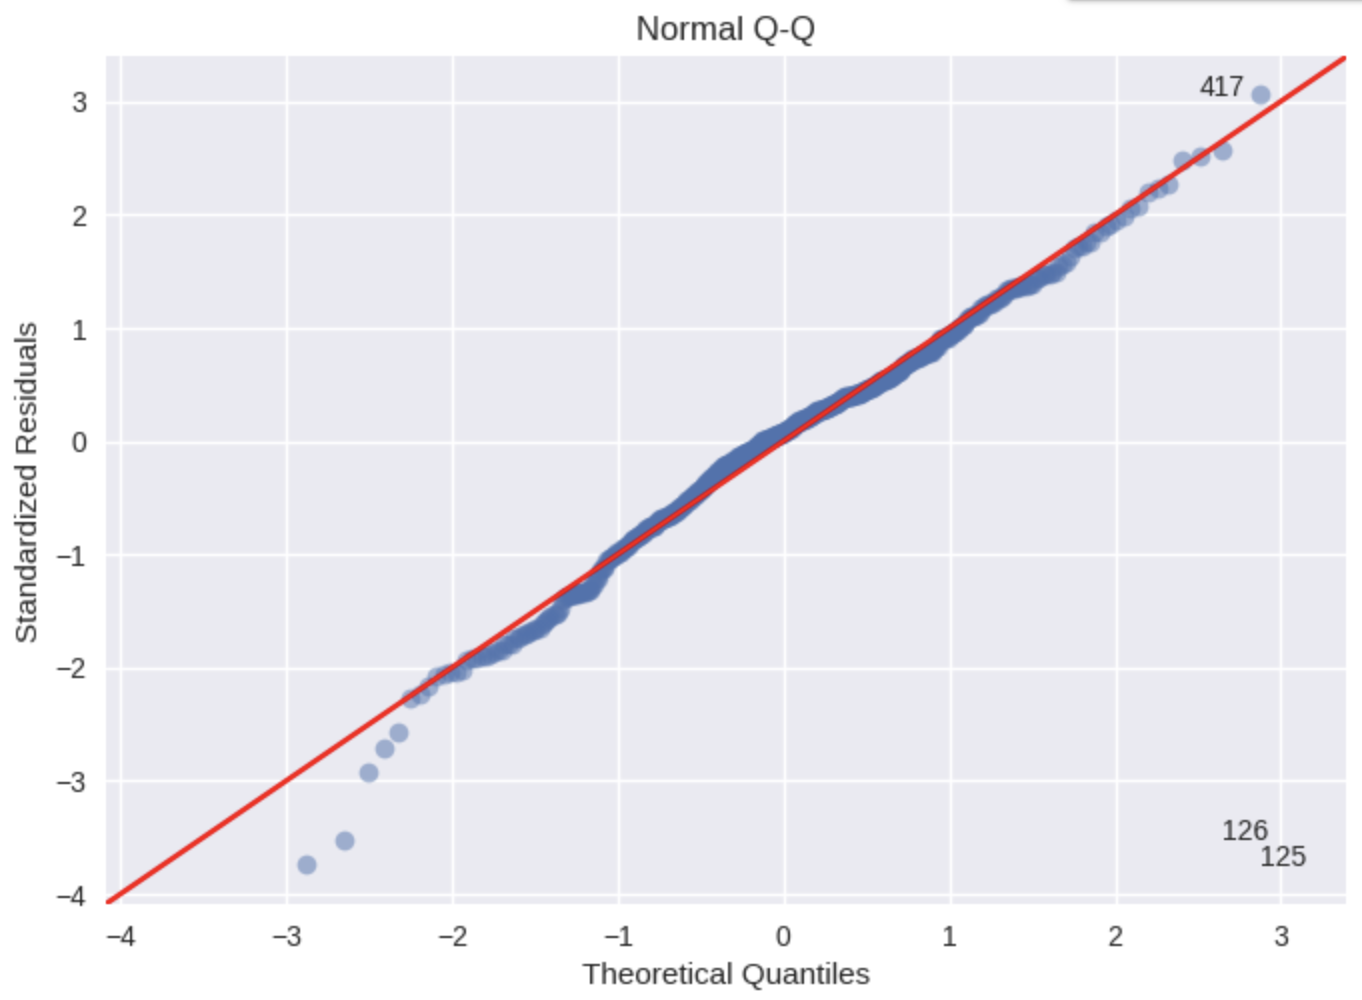 Normal Q-Q
417
3
2
1
0
−1
−2
−3
−4
Standardized Residuals
126
125
−4 −3 −2 −1 0 1 2 3
Theoretical Quantiles